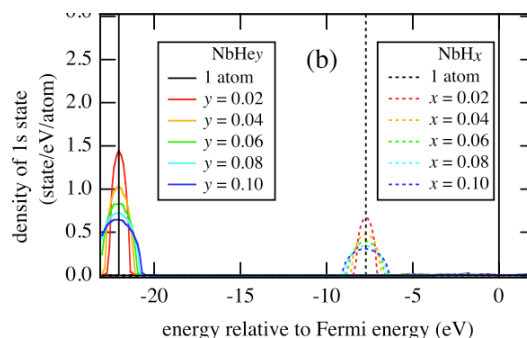 3.0
2.5
2.0
1.5
1.0
0.5
0.0
density of 1s state
(state/eV/atom)
NbHey
1 atom
y = 0.02
y = 0.04
y = 0.06
y = 0.08
y = 0.10
(b)
NbHx
1 atom
x = 0.02
x = 0.04
x = 0.06
x = 0.08
x = 0.10
-20
-15
-10
-5
0
energy relative to Fermi energy (eV)